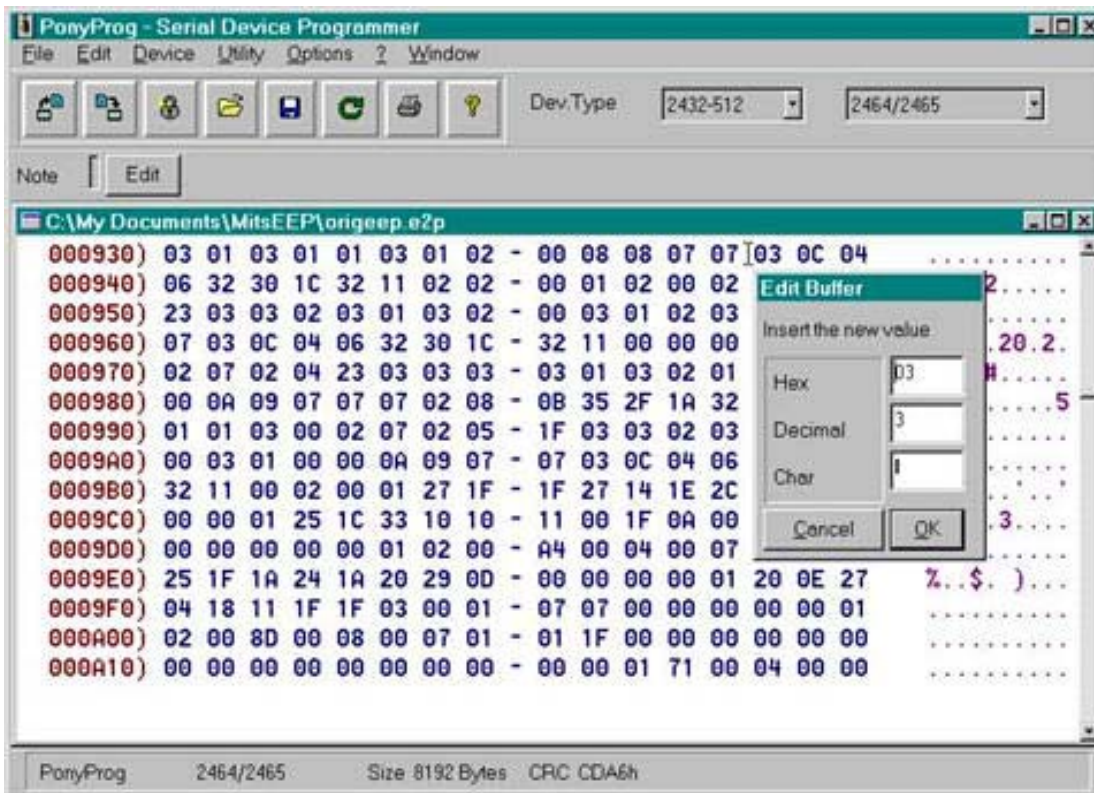 PonyProg - Serial Device Programmer
File Edit Device Utility Options ? Window
Dev.Type 2432-512 2464/2465
Note Edit
C:\My Documents\MitsEEP\origeep.e2p
000930) 03 01 03 01 01 03 01 02 - 00 08 08 07 07 03 0C 04 ..........
000940) 06 32 30 1C 32 11 02 02 - 00 01 02 00 02 2.....
000950) 23 03 03 02 03 01 03 02 - 00 03 01 02 03 ......
000960) 07 03 0C 04 06 32 30 1C - 32 11 00 00 00 .20.2.
000970) 02 07 02 04 23 03 03 03 - 03 01 03 02 01 #.....
000980) 00 0A 09 07 07 07 02 08 - 0B 35 2F 1A 32 .....5
000990) 01 01 03 00 02 07 02 05 - 1F 03 03 02 03 ......
0009A0) 00 03 01 00 00 0A 09 07 - 07 03 0C 04 06 ......
0009B0) 32 11 00 02 00 01 27 1F - 1F 27 14 1E 2C ..'..'
0009C0) 00 00 01 25 1C 33 10 10 - 11 00 1F 0A 00 .3....
0009D0) 00 00 00 00 00 01 02 00 - A4 00 04 00 07 ......
0009E0) 25 1F 1A 24 1A 20 29 0D - 00 00 00 00 01 20 0E 27 %..$. )...
0009F0) 04 18 11 1F 1F 03 00 01 - 07 07 00 00 00 00 00 01 ..........
000A00) 02 00 8D 00 08 00 07 01 - 01 1F 00 00 00 00 00 00 ..........
000A10) 00 00 00 00 00 00 00 00 - 00 00 01 71 00 04 00 00 ..........
Edit Buffer
Insert the new value
Hex 03
Decimal 3
Char
Cancel OK
PonyProg 2464/2465 Size 8192 Bytes CRC CDA6h